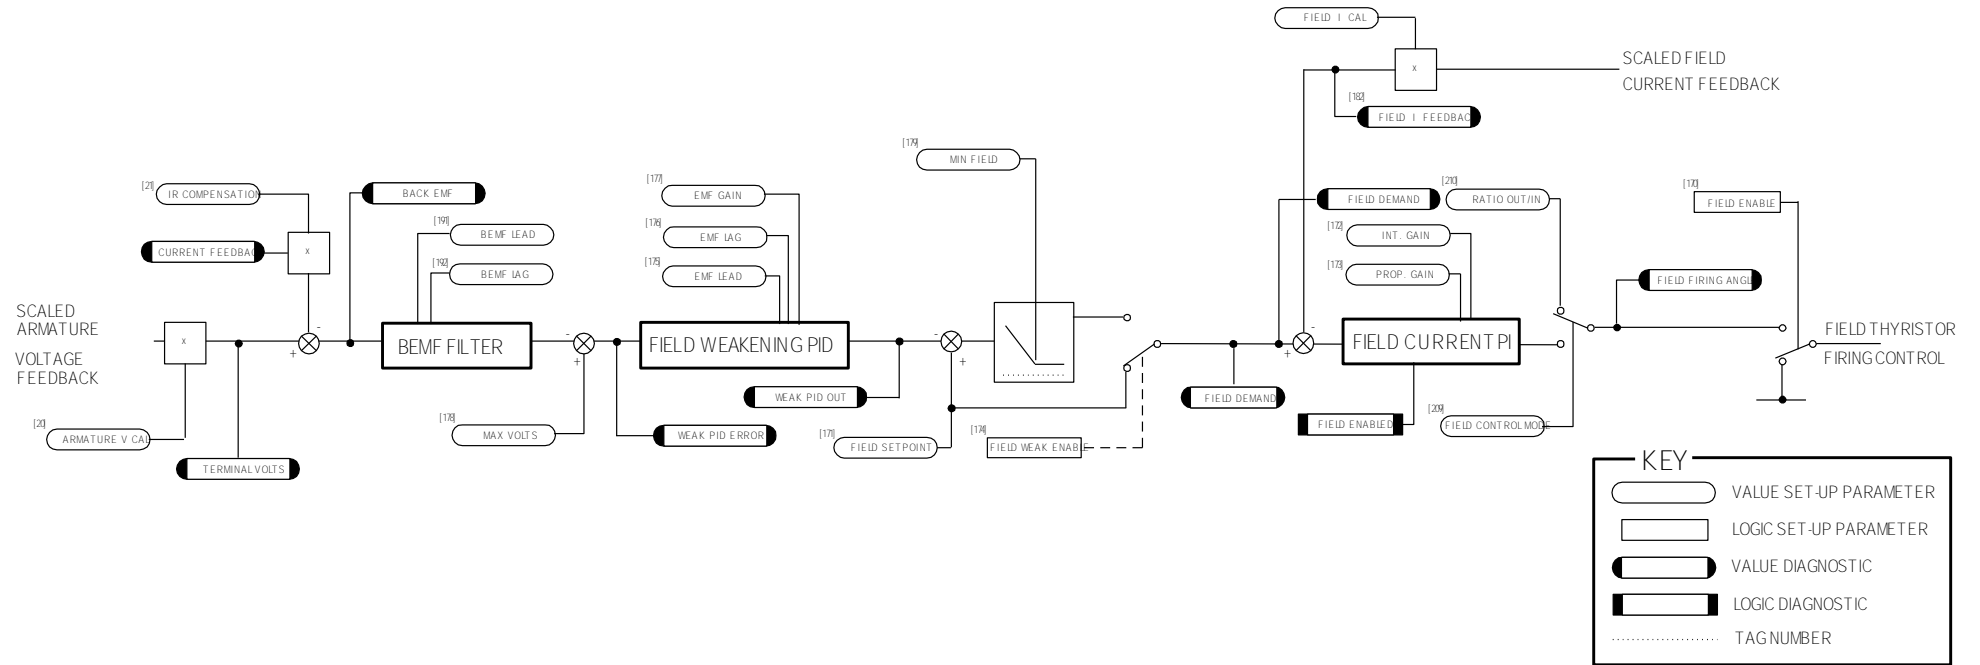 FIELD I CAL
x
SCALED FIELD
CURRENT FEEDBACK
[182]
FIELD I FEEDBAC
[179]
MIN FIELD
[21]
IR COMPENSATION
BACK EMF
[177]
EMF GAIN
FIELD DEMAND
[210]
RATIO OUT/IN
[170]
FIELD ENABLE
[191]
BEMF LEAD
[176]
EMF LAG
[172]
INT. GAIN
CURRENT FEEDBAC
x
[192]
BEMF LAG
[175]
EMF LEAD
[173]
PROP. GAIN
FIELD FIRING ANGL
SCALED
ARMATURE
VOLTAGE
FEEDBACK
x
-
+
BEMF FILTER
-
+
FIELD WEAKENING PID
-
+
-
+
FIELD CURRENT PI
FIELD THYRISTOR
FIRING CONTROL
WEAK PID OUT
FIELD DEMAND
[20]
ARMATURE V CAL
[178]
MAX VOLTS
WEAK PID ERROR
[171]
FIELD SETPOINT
[174]
FIELD WEAK ENABLE
FIELD ENABLED
[209]
FIELD CONTROL MODE
TERMINAL VOLTS
KEY
VALUE SET-UP PARAMETER
LOGIC SET-UP PARAMETER
VALUE DIAGNOSTIC
LOGIC DIAGNOSTIC
TAG NUMBER